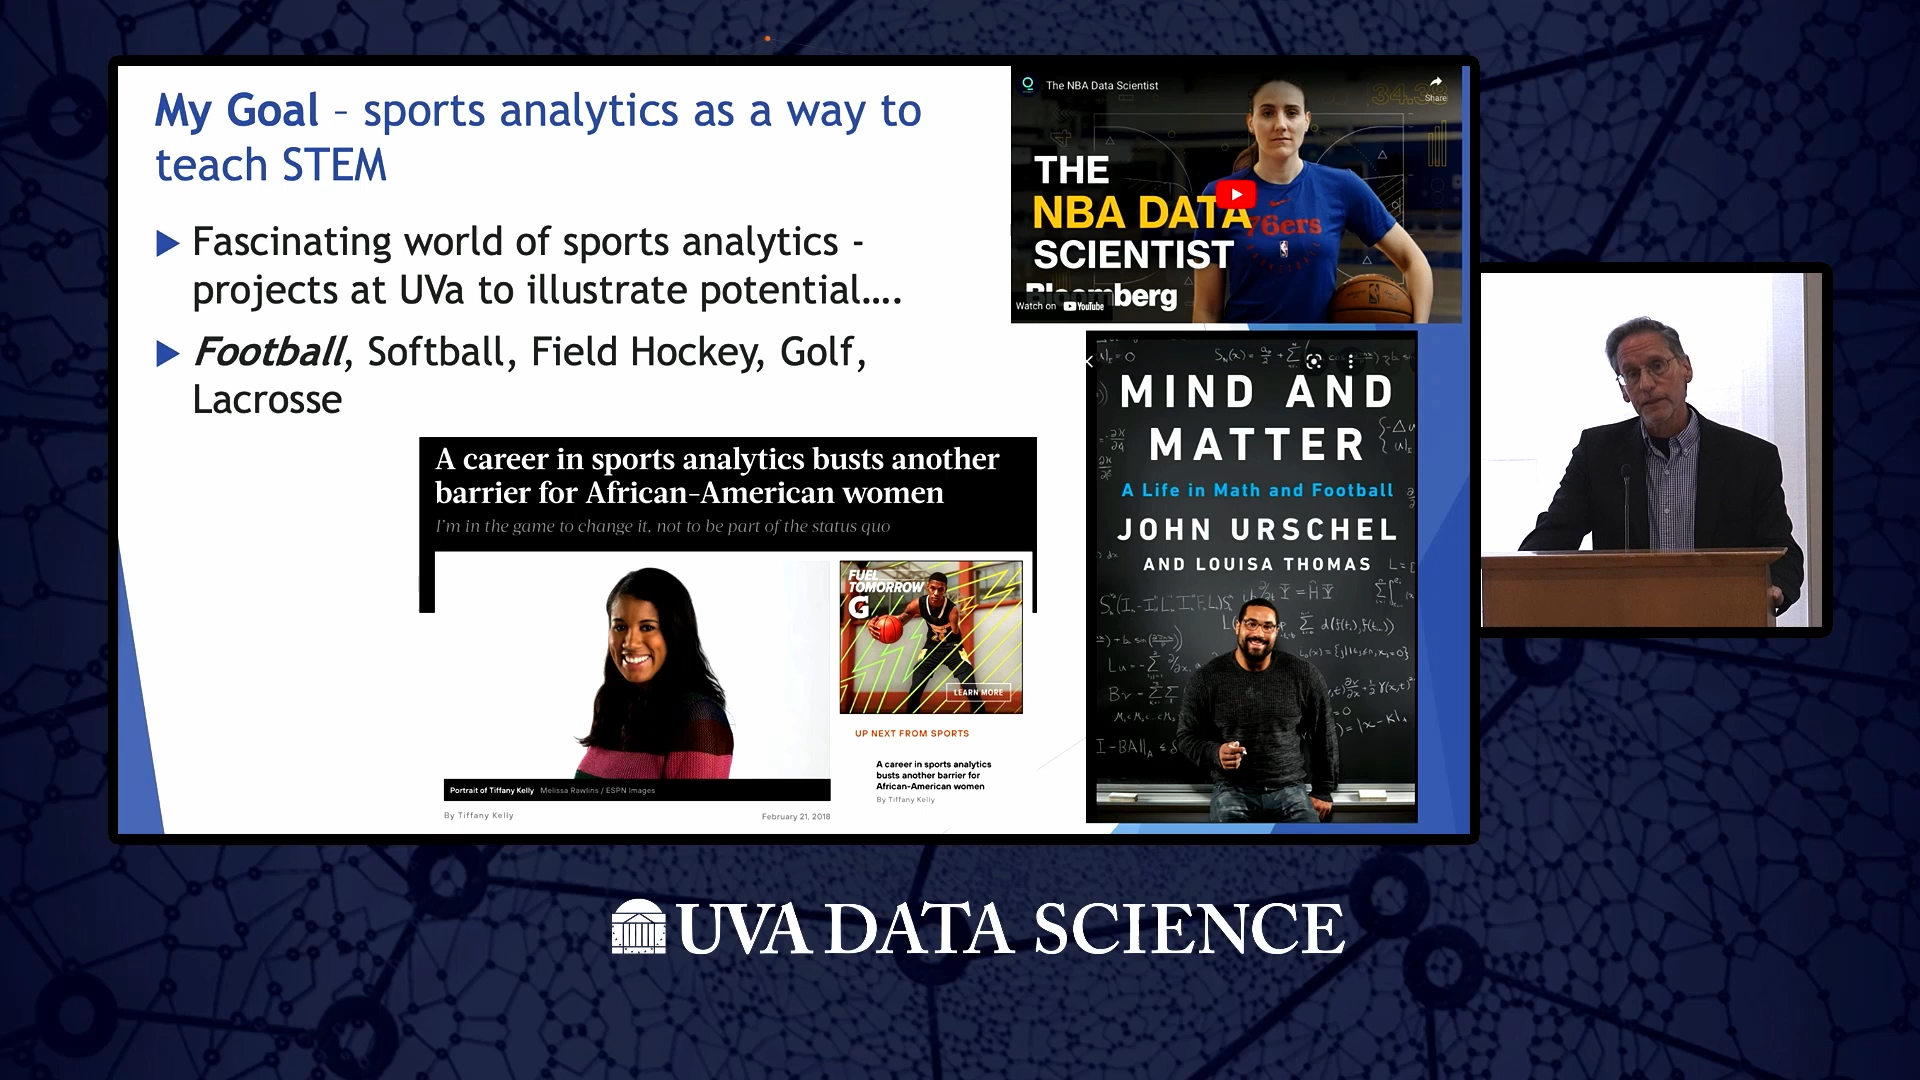 My Goal – sports analytics as a way to
teach STEM
Fascinating world of sports analytics -
projects at UVa to illustrate potential....
Football, Softball, Field Hockey, Golf,
Lacrosse
The NBA Data Scientist
Share
THE
NBA DATA
SCIENTIST
Bloomberg
Watch on YouTube
76ers
A career in sports analytics busts another
barrier for African-American women
I'm in the game to change it, not to be part of the status quo
FUEL
TOMORROW
G
LEARN MORE
UP NEXT FROM SPORTS
A career in sports analytics
busts another barrier for
African-American women
By Tiffany Kelly
Portrait of Tiffany Kelly Melissa Rawlins / ESPN Images
By Tiffany Kelly
February 21, 2018
MIND AND
MATTER
A Life in Math and Football
JOHN URSCHEL
AND LOUISA THOMAS
UVA DATA SCIENCE